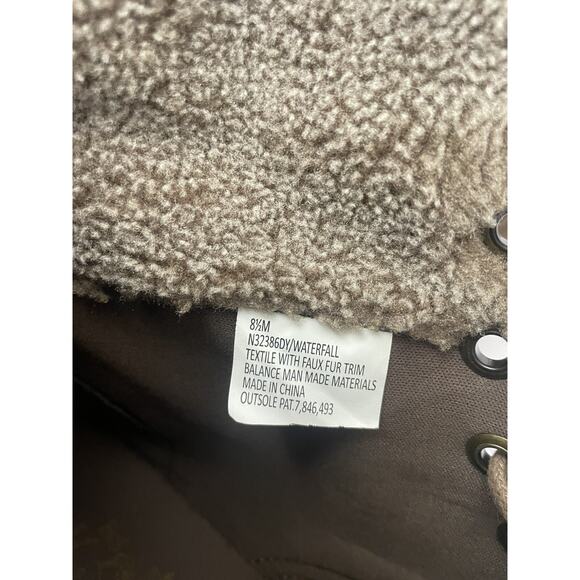 8½M
N32386DY/WATERFALL
TEXTILE WITH FAUX FUR TRIM
BALANCE MAN MADE MATERIALS
MADE IN CHINA
OUTSOLE PAT.7,846,493